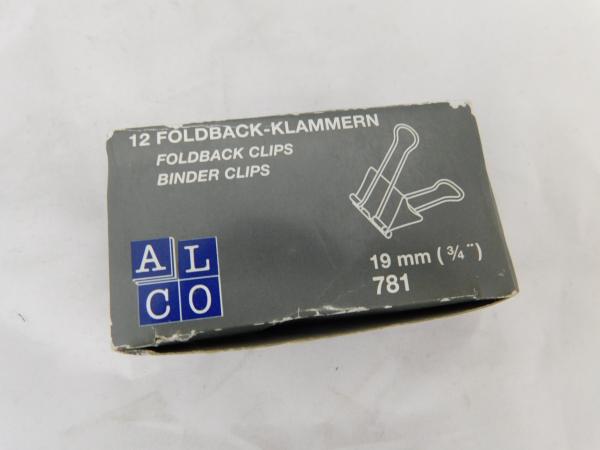 12 FOLDBACK-KLAMMERN
FOLDBACK CLIPS
BINDER CLIPS
19 mm (¾¨)
781
AL
CO